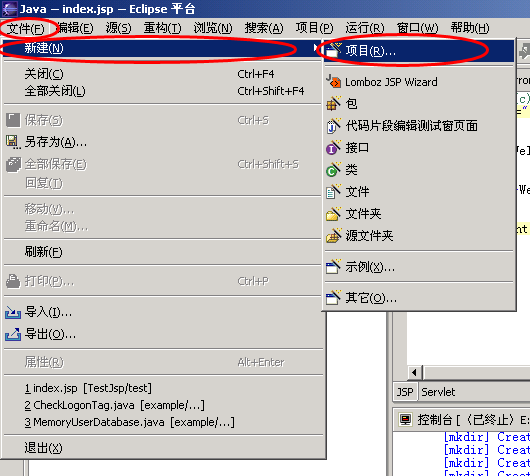 Java － index.jsp － Eclipse 平台
文件(F) 编辑(E) 源(S) 重构(T) 浏览(N) 搜索(A) 项目(P) 运行(R) 窗口(W) 帮助(H)
新建(N)
关闭(C) Ctrl+F4
全部关闭(L) Ctrl+Shift+F4
保存(S) Ctrl+S
另存为(A)...
全部保存(E) Ctrl+Shift+S
回复(T)
移动(V)...
重命名(M)...
刷新(F)
打印(P)... Ctrl+P
导入(I)...
导出(O)...
属性(R) Alt+Enter
1 index.jsp [TestJsp/test]
2 CheckLogonTag.java [example/...]
3 MemoryUserDatabase.java [example/...]
退出(X)
项目(R)...
Lomboz JSP Wizard
包
代码片段编辑测试窗页面
接口
类
文件
文件夹
源文件夹
示例(X)...
其它(O)...
JSP Servlet
控制台 [〈已终止〉E:
[mkdir] Creat
[mkdir] Creat
[mkdir] Creat